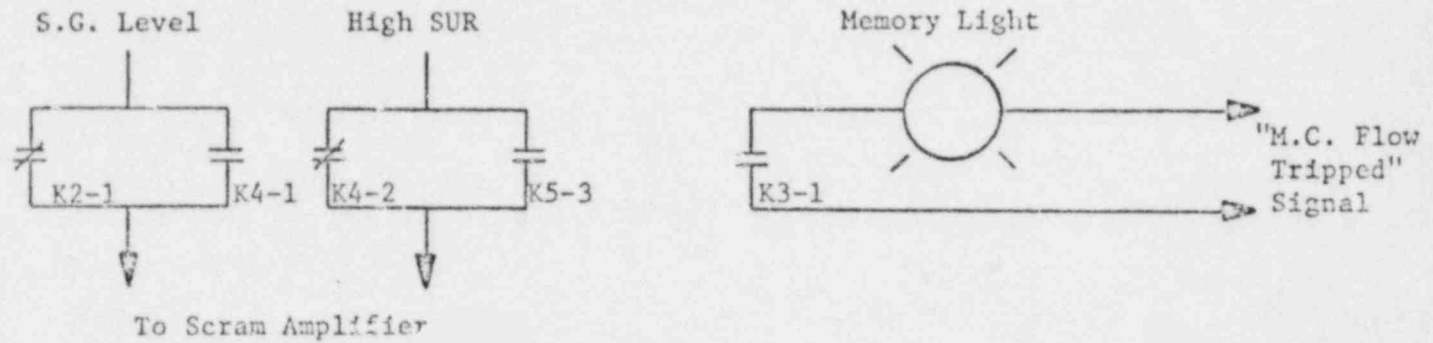 S.G. Level
High SUR
Memory Light
K2-1
K4-1
K4-2
K5-3
K3-1
"M.C. Flow
Tripped"
Signal
To Scram Amplifier